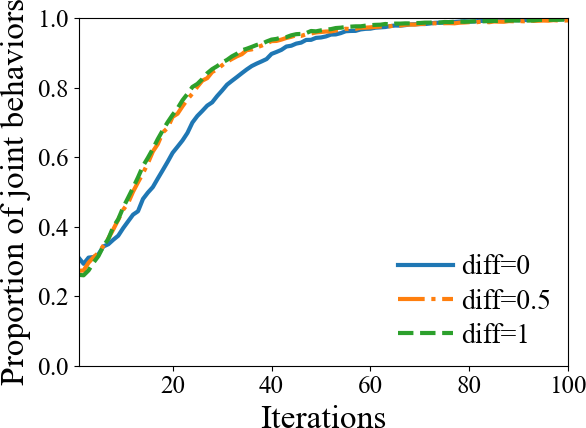 Proportion of joint behaviors
1.0
0.8
0.6
0.4
0.2
0.0
diff=0
diff=0.5
diff=1
20 40 60 80 100
Iterations